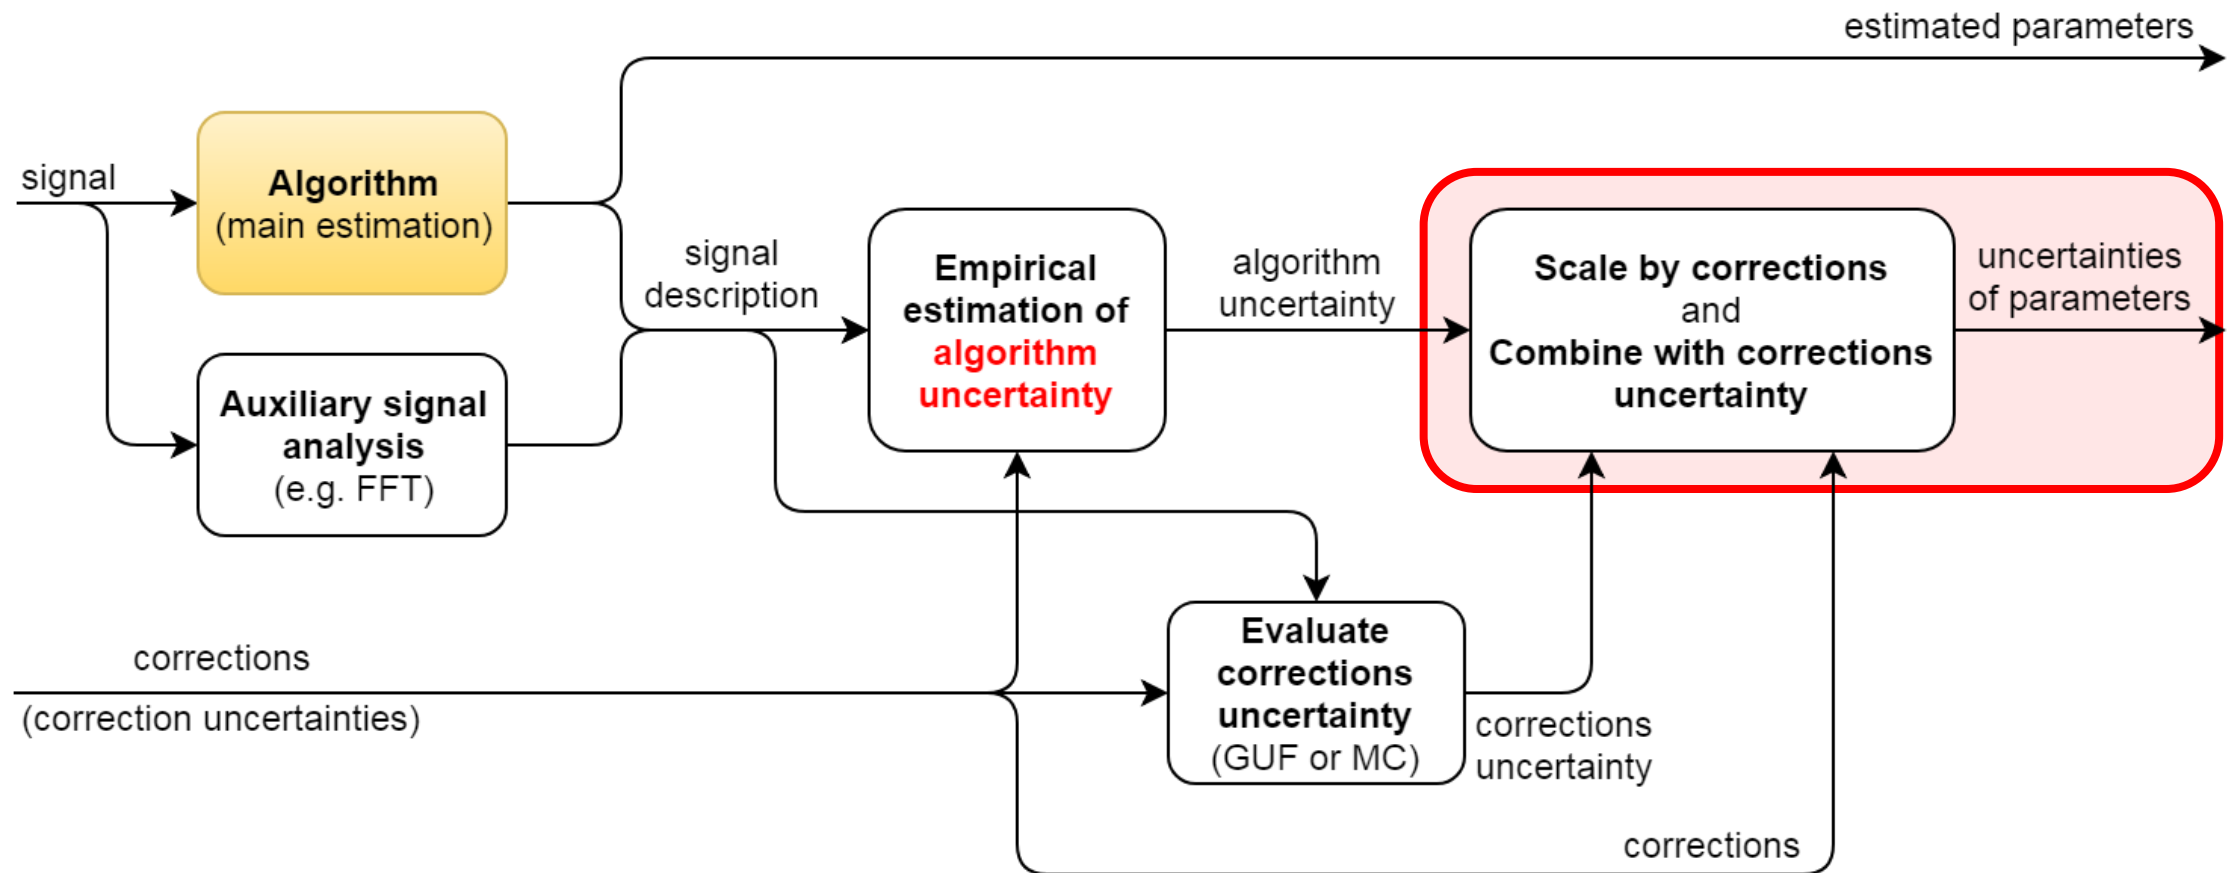 estimated parameters
signal
Algorithm
(main estimation)
signal
description
Empirical
estimation of
algorithm
uncertainty
algorithm
uncertainty
Scale by corrections
and
Combine with corrections
uncertainty
uncertainties
of parameters
Auxiliary signal
analysis
(e.g. FFT)
corrections
(correction uncertainties)
Evaluate
corrections
uncertainty
(GUF or MC)
corrections
uncertainty
corrections